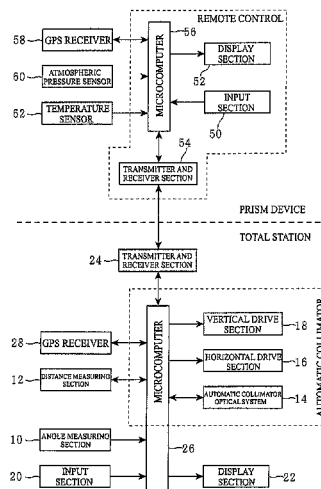 REMOTE CONTROL
56
58
GPS RECEIVER
MICROCOMPUTER
DISPLAY
SECTION
52
60
ATMOSPHERIC
PRESSURE SENSOR
62
TEMPERATURE
SENSOR
INPUT
SECTION
50
54
TRANSMITTER AND
RECEIVER SECTION
PRISM DEVICE
TOTAL STATION
24
TRANSMITTER AND
RECEIVER SECTION
MICROCOMPUTER
VERTICAL DRIVE
SECTION
18
28
GPS RECEIVER
HORIZONTAL DRIVE
SECTION
16
12
DISTANCE MEASURING
SECTION
AUTOMATIC COLLIMATOR
OPTICAL SYSTEM
14
AUTOMATIC COLLIMATOR
10
ANGLE MEASURING
SECTION
26
20
INPUT
SECTION
DISPLAY
SECTION
22